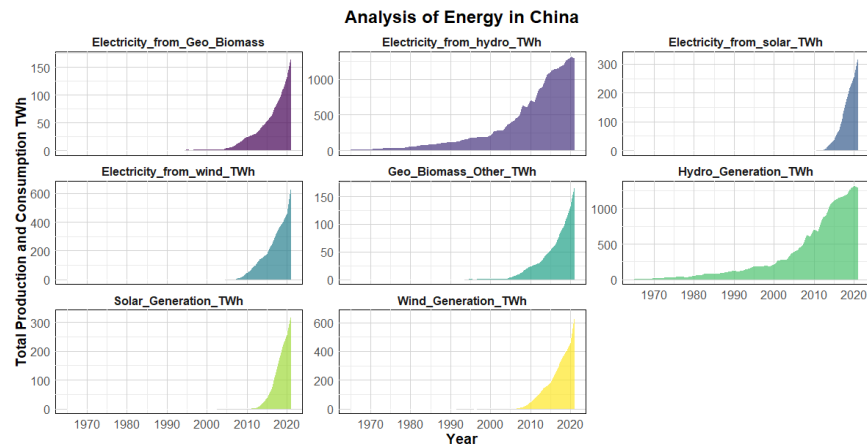 Analysis of Energy in China
Electricity_from_Geo_Biomass
Electricity_from_hydro_TWh
Electricity_from_solar_TWh
150
100
50
0
1000
500
0
300
200
100
0
Electricity_from_wind_TWh
Geo_Biomass_Other_TWh
Hydro_Generation_TWh
600
400
200
0
150
100
50
0
1000
500
0
1970 1980 1990 2000 2010 2020
Solar_Generation_TWh
Wind_Generation_TWh
300
200
100
0
600
400
200
0
1970 1980 1990 2000 2010 2020
1970 1980 1990 2000 2010 2020
Total Production and Consumption TWh
Year